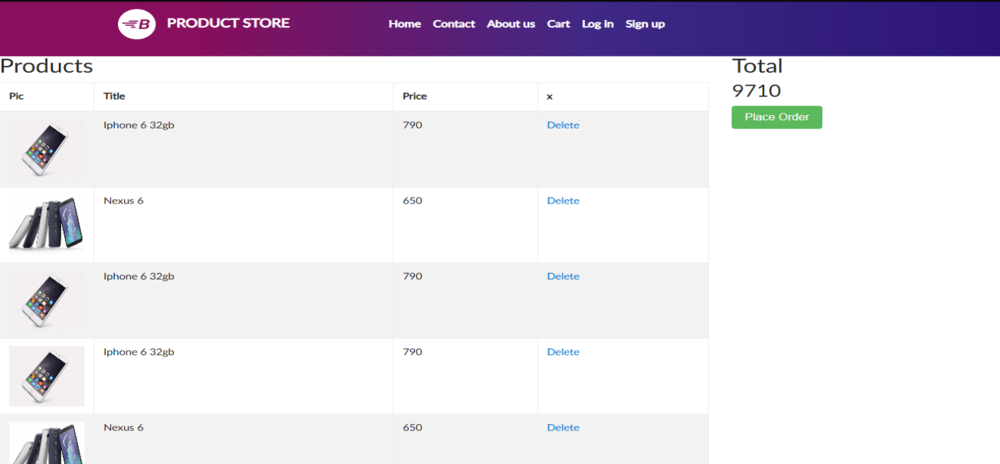 B PRODUCT STORE Home Contact About us Cart Log in Sign up
Products
Pic Title Price x
Iphone 6 32gb 790 Delete
Nexus 6 650 Delete
Iphone 6 32gb 790 Delete
Iphone 6 32gb 790 Delete
Nexus 6 650 Delete
Total
9710
Place Order